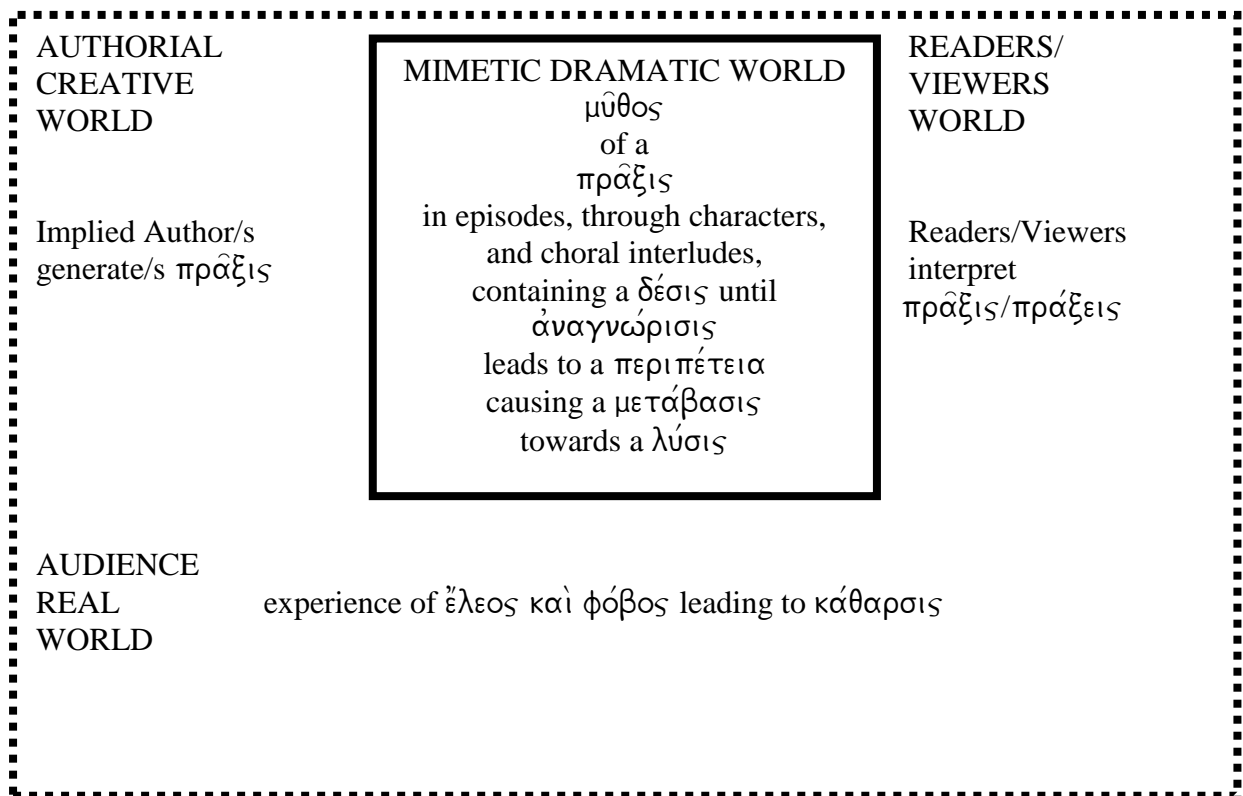 AUTHORIAL
CREATIVE
WORLD
Implied Author/s
generate/s πρᾶξις
MIMETIC DRAMATIC WORLD
μῦθος
of a
πρᾶξις
in episodes, through characters,
and choral interludes,
containing a δέσις until
ἀναγνώρισις
leads to a περιπέτεια
causing a μετάβασις
towards a λύσις
READERS/
VIEWERS
WORLD
Readers/Viewers
interpret
πρᾶξις/πράξεις
AUDIENCE
REAL
WORLD
experience of ἔλεος καὶ φόβος leading to κάθαρσις